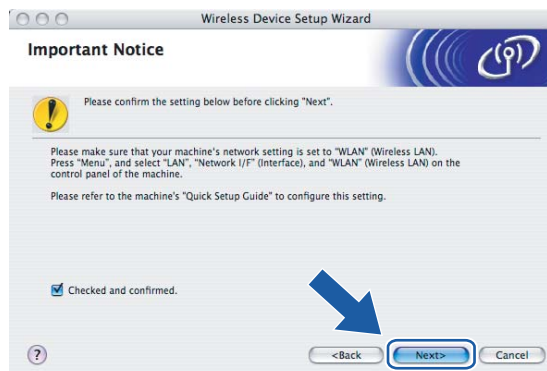 Wireless Device Setup Wizard
Important Notice
Please confirm the setting below before clicking "Next".
Please make sure that your machine's network setting is set to "WLAN" (Wireless LAN).
Press "Menu", and select "LAN", "Network I/F" (Interface), and "WLAN" (Wireless LAN) on the
control panel of the machine.
Please refer to the machine's "Quick Setup Guide" to configure this setting.
Checked and confirmed.
?
<Back
Next>
Cancel